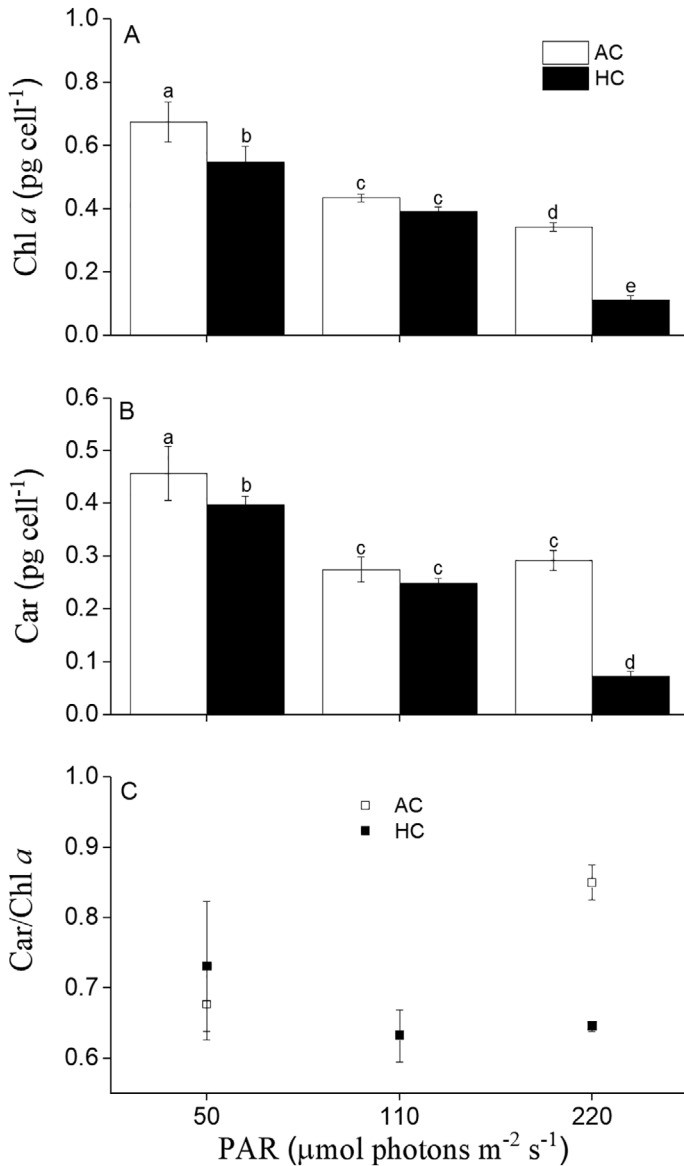 A
AC
HC
1.0
0.8
0.6
0.4
0.2
0.0
Chl a (pg cell⁻¹)
a
b
c
c
d
e
B
0.6
0.5
0.4
0.3
0.2
0.1
0.0
Car (pg cell⁻¹)
a
b
c
c
c
d
C
AC
HC
1.0
0.9
0.8
0.7
0.6
Car/Chl a
50 110 220
PAR (μmol photons m⁻² s⁻¹)